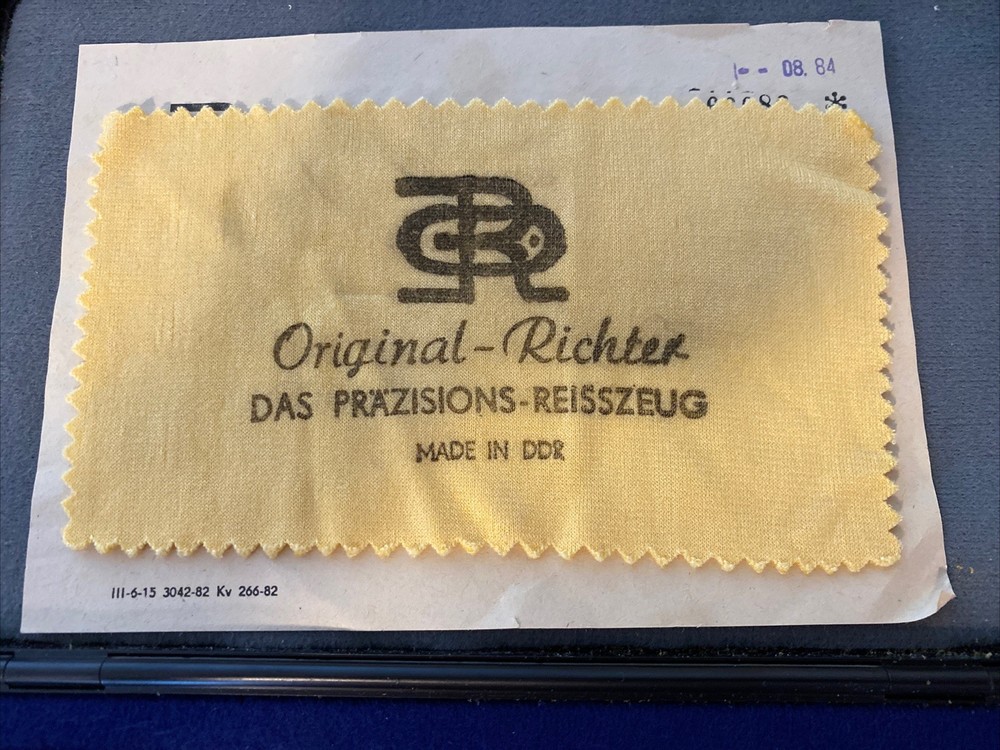 08. 84
Original-Richter
DAS PRÄZISIONS-REISSZEUG
MADE IN DDR
III-6-15 3042-82 Kv 266-82